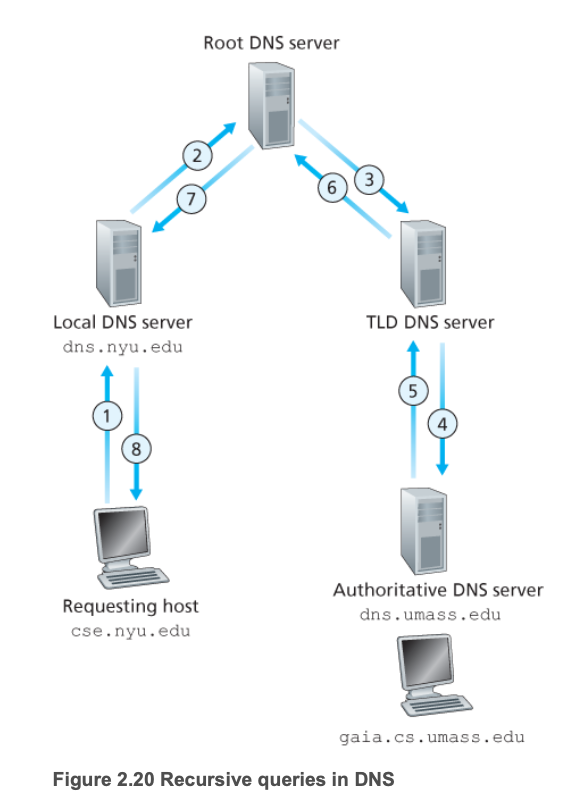 Root DNS server
2
3
6
7
Local DNS server
dns.nyu.edu
TLD DNS server
1
8
5
4
Requesting host
cse.nyu.edu
Authoritative DNS server
dns.umass.edu
gaia.cs.umass.edu
Figure 2.20 Recursive queries in DNS